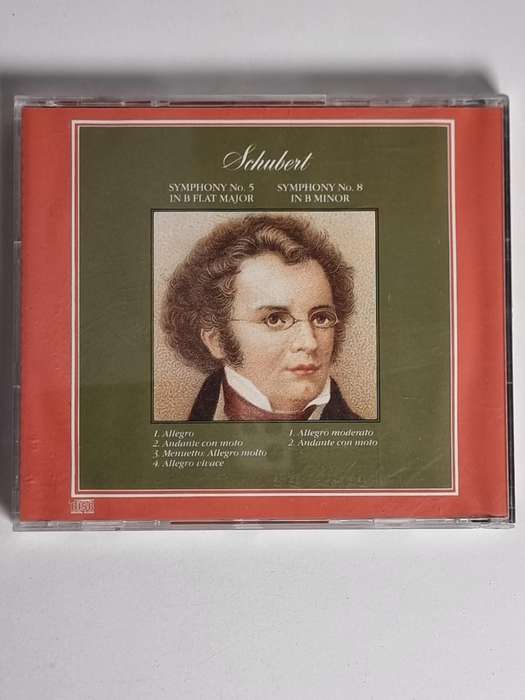 Schubert
SYMPHONY No. 5
IN B FLAT MAJOR
SYMPHONY No. 8
IN B MINOR
1. Allegro
2. Andante con moto
3. Menuetto: Allegro molto
4. Allegro vivace
1. Allegro moderato
2. Andante con moto